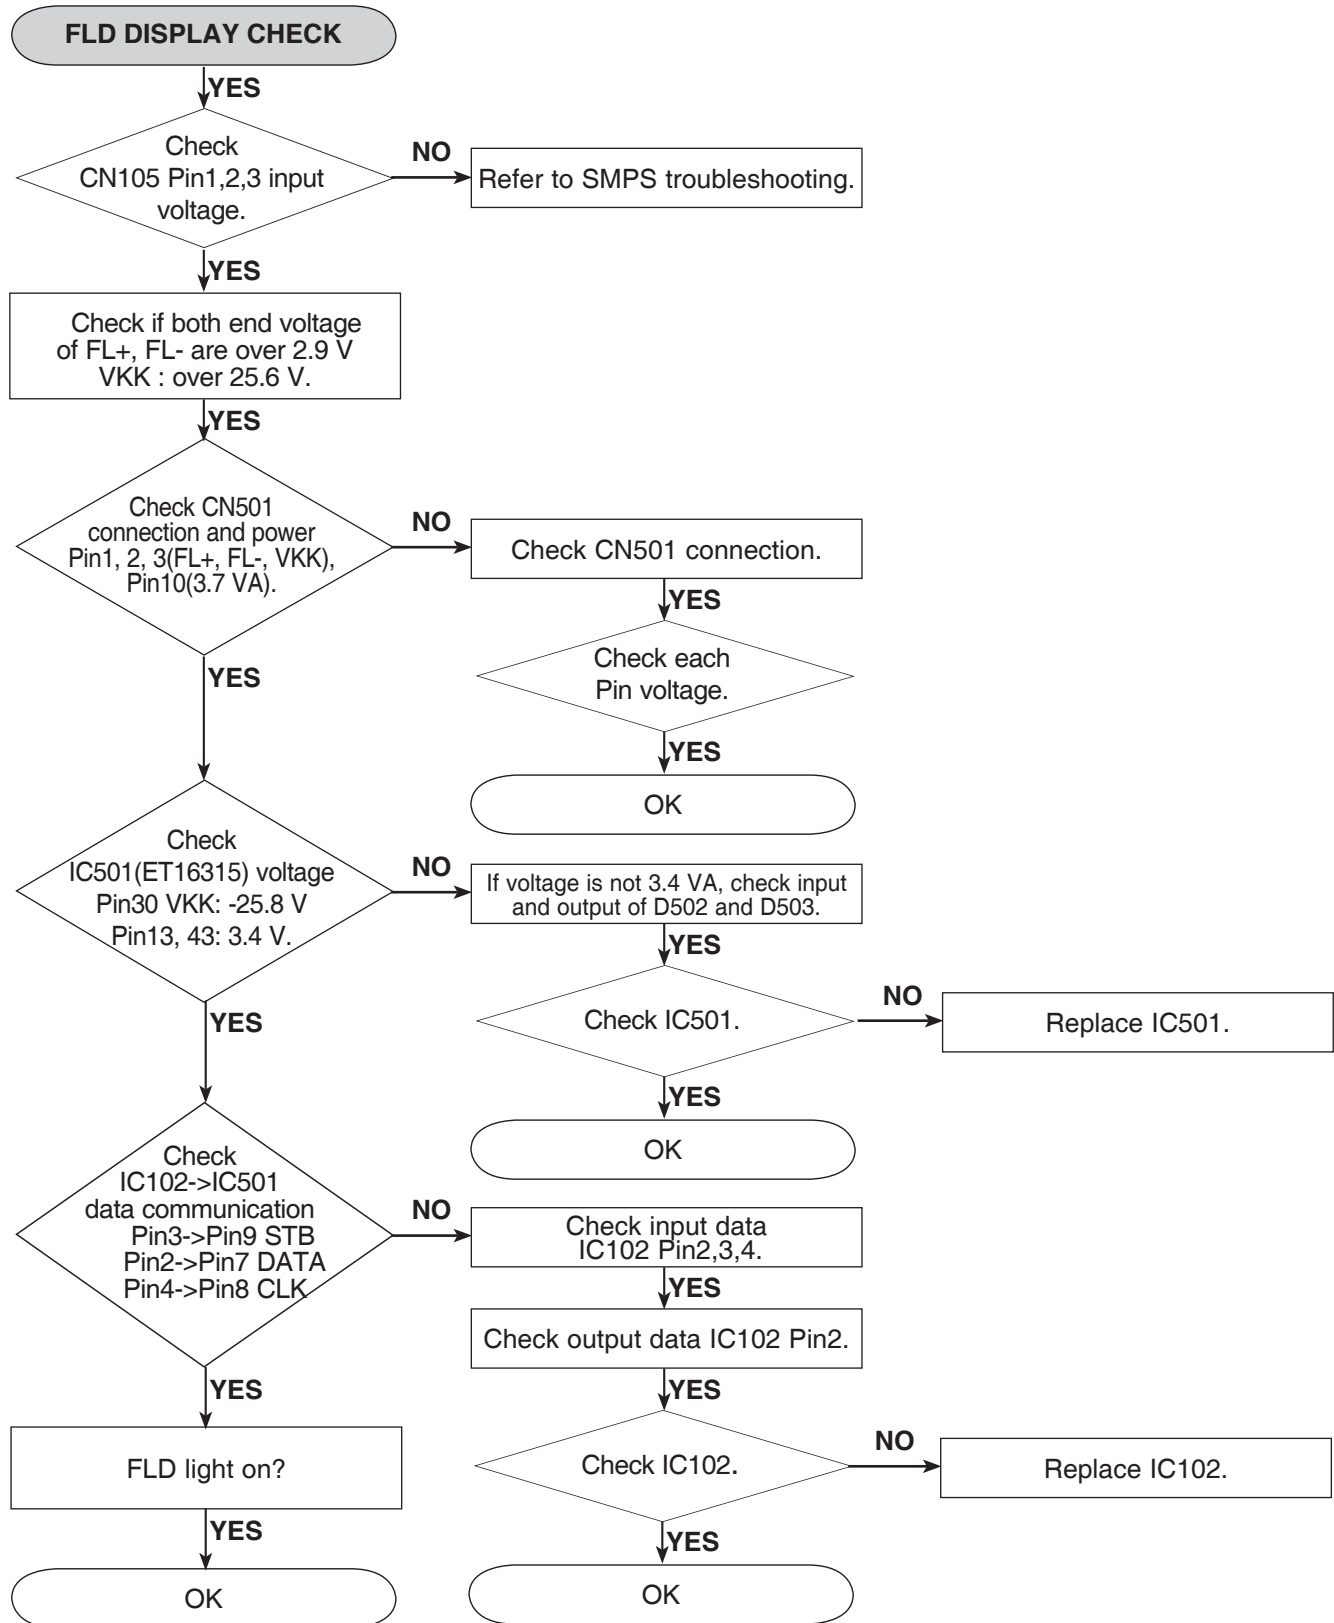 FLD DISPLAY CHECK
YES
Check
CN105 Pin1,2,3 input
voltage.
NO
Refer to SMPS troubleshooting.
YES
Check if both end voltage
of FL+, FL- are over 2.9 V
VKK : over 25.6 V.
YES
Check CN501
connection and power
Pin1, 2, 3(FL+, FL-, VKK),
Pin10(3.7 VA).
NO
Check CN501 connection.
YES
Check each
Pin voltage.
YES
OK
YES
Check
IC501(ET16315) voltage
Pin30 VKK: -25.8 V
Pin13, 43: 3.4 V.
NO
If voltage is not 3.4 VA, check input
and output of D502 and D503.
YES
Check IC501.
NO
Replace IC501.
YES
OK
YES
Check
IC102->IC501
data communication
Pin3->Pin9 STB
Pin2->Pin7 DATA
Pin4->Pin8 CLK
NO
Check input data
IC102 Pin2,3,4.
YES
Check output data IC102 Pin2.
YES
Check IC102.
NO
Replace IC102.
YES
OK
YES
FLD light on?
YES
OK